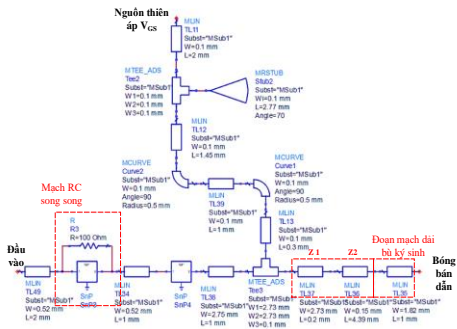 Nguồn thiên
áp VGS
MLIN
TL11
Subst="MSub1"
W=0.1 mm
L=2 mm
MTEE_ADS
Tee2
Subst="MSub1"
W1=0.1 mm
W2=0.1 mm
W3=0.1 mm
MRSTUB
Stub2
Subst="MSub1"
Wi=0.1 mm
L=2.77 mm
Angle=70
MLIN
TL12
Subst="MSub1"
W=0.1 mm
L=1.45 mm
MCURVE
Curve2
Subst="MSub1"
W=0.1 mm
Angle=90
Radius=0.5 mm
MLIN
TL39
Subst="MSub1"
W=0.1 mm
L=1 mm
MCURVE
Curve1
Subst="MSub1"
W=0.1 mm
Angle=90
Radius=0.5 mm
MLIN
TL13
Subst="MSub1"
W=0.1 mm
L=0.3 mm
Mạch RC
song song
R
R3
R=100 Ohm
Đoạn mạch dải
bù ký sinh
Z1
Z2
Đầu
vào
Bóng
bán
dẫn
MLIN
TL49
Subst="MSub1"
W=0.52 mm
L=2 mm
SnP
MLIN
Subst="MSub1"
W=0.52 mm
L=1 mm
SnP
SnP4
MLIN
TL38
Subst="MSub1"
W=2.75 mm
L=1 mm
MTEE_ADS
Tee3
Subst="MSub1"
W1=2.73 mm
W2=2.73 mm
W3=0.1 mm
MLIN
TL37
Subst="MSub1"
W=2.73 mm
L=0.2 mm
MLIN
Subst="MSub1"
W=0.15 mm
L=4.39 mm
MLIN
Subst="MSub1"
W=1.82 mm
L=1 mm